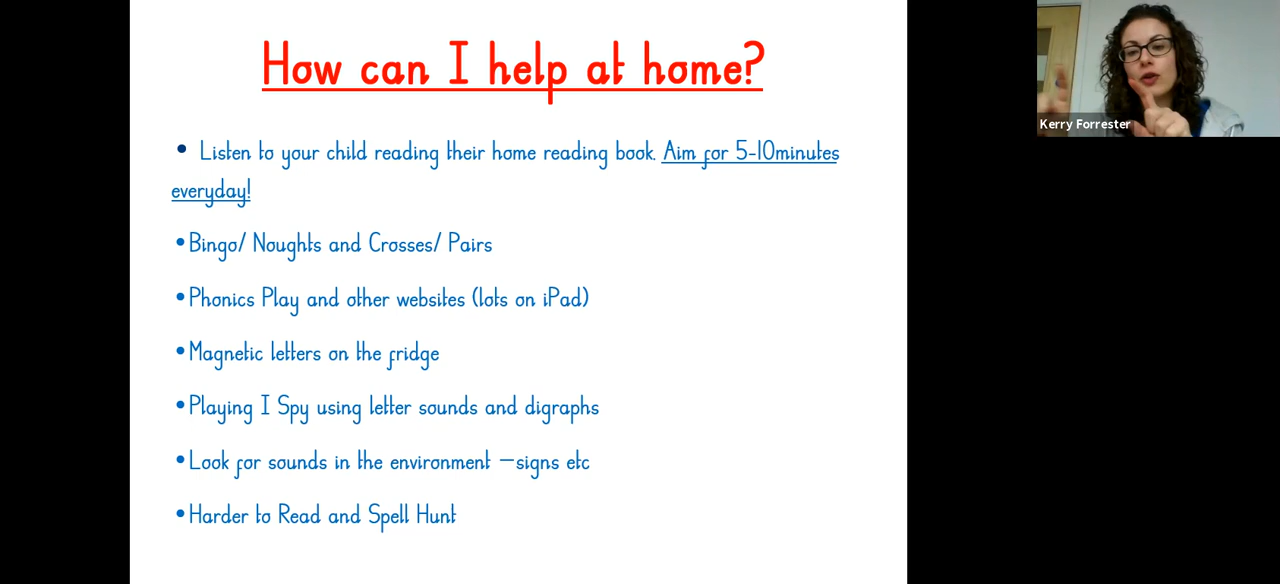 How can I help at home?
• Listen to your child reading their home reading book. Aim for 5-10minutes
everyday!
•Bingo/ Noughts and Crosses/ Pairs
•Phonics Play and other websites (lots on iPad)
•Magnetic letters on the fridge
•Playing I Spy using letter sounds and digraphs
•Look for sounds in the environment –signs etc
•Harder to Read and Spell Hunt
Kerry Forrester